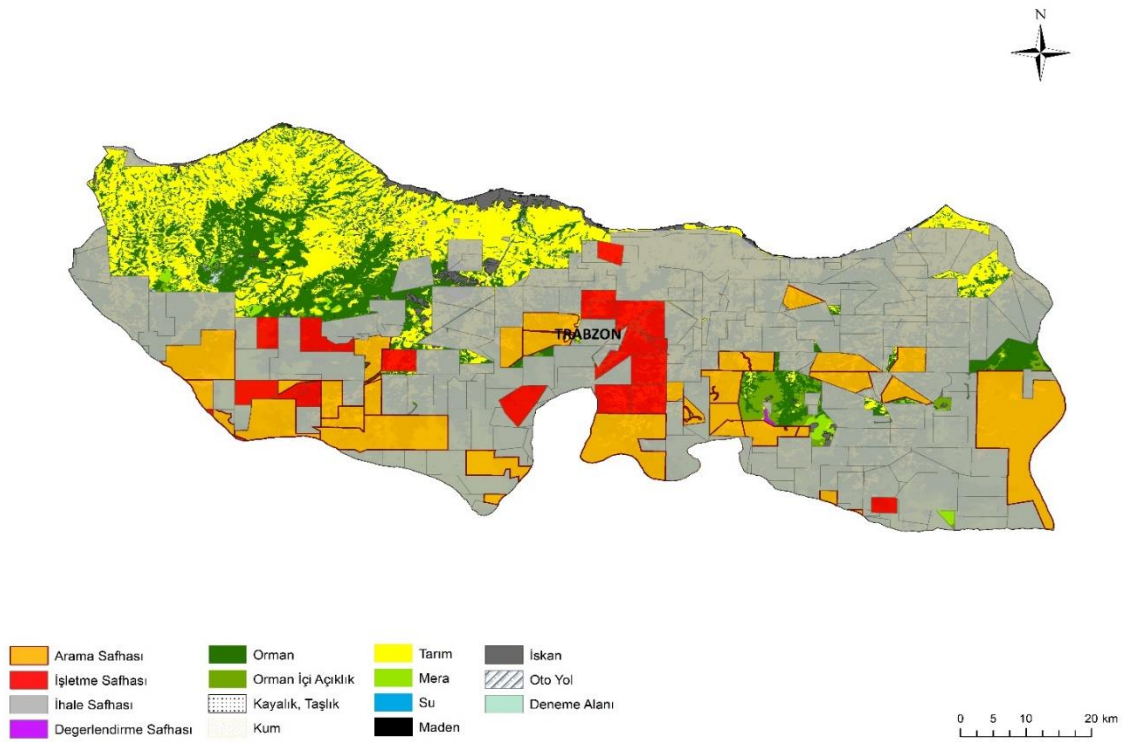 N
TRABZON
Arama Safhası
İşletme Safhası
İhale Safhası
Degerlendirme Safhası
Orman
Orman İçi Açıklık
Kayalık, Taşlık
Kum
Tarım
Mera
Su
Maden
İskan
Oto Yol
Deneme Alanı
0 5 10 20 km